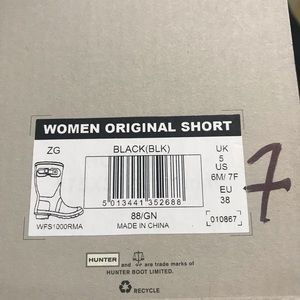 WOMEN ORIGINAL SHORT
ZG
BLACK(BLK)
UK
5
US
6M/ 7F
EU
38
7
5 013441 352688
88/GN
MADE IN CHINA
WFS1000RMA
010867
HUNTER and are trade marks of
HUNTER BOOT LIMITED.
RECYCLE